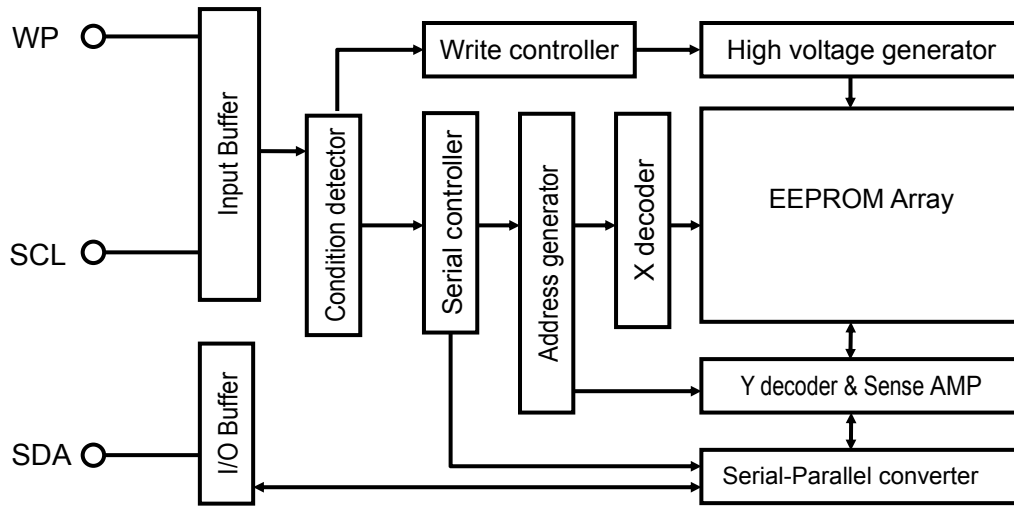 WP
Write controller
High voltage generator
Input Buffer
Condition detector
Serial controller
Address generator
X decoder
EEPROM Array
SCL
I/O Buffer
Y decoder & Sense AMP
SDA
Serial-Parallel converter